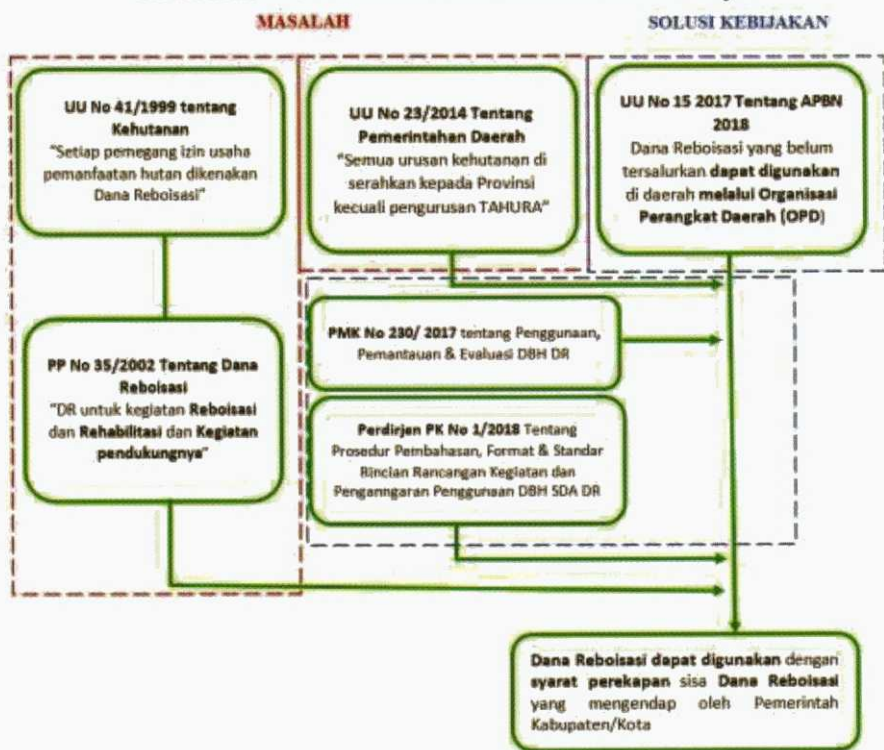 MASALAH
SOLUSI KEBIJAKAN
UU No 41/1999 tentang
Kehutanan
"Setiap pemegang izin usaha
pemanfaatan hutan dikenakan
Dana Reboisasi"
UU No 23/2014 Tentang
Pemerintahan Daerah
"Semua urusan kehutanan di
serahkan kepada Provinsi
kecuali pengurusan TAHURA"
UU No 15 2017 Tentang APBN
2018
Dana Reboisasi yang belum
tersalurkan dapat digunakan
di daerah melalui Organisasi
Perangkat Daerah (OPD)
PP No 35/2002 Tentang Dana
Reboisasi
"DR untuk kegiatan Reboisasi
dan Rehabilitasi dan Kegiatan
pendukungnya"
PMK No 230/ 2017 tentang Penggunaan,
Pemantauan & Evaluasi DBH DR
Perdirjen PK No 1/2018 Tentang
Prosedur Pembahasan, Format & Standar
Rincian Rancangan Kegiatan dan
Penganngaran Penggunaan DBH SDA DR
Dana Reboisasi dapat digunakan dengan
syarat perekapan sisa Dana Reboisasi
yang mengendap oleh Pemerintah
Kabupaten/Kota